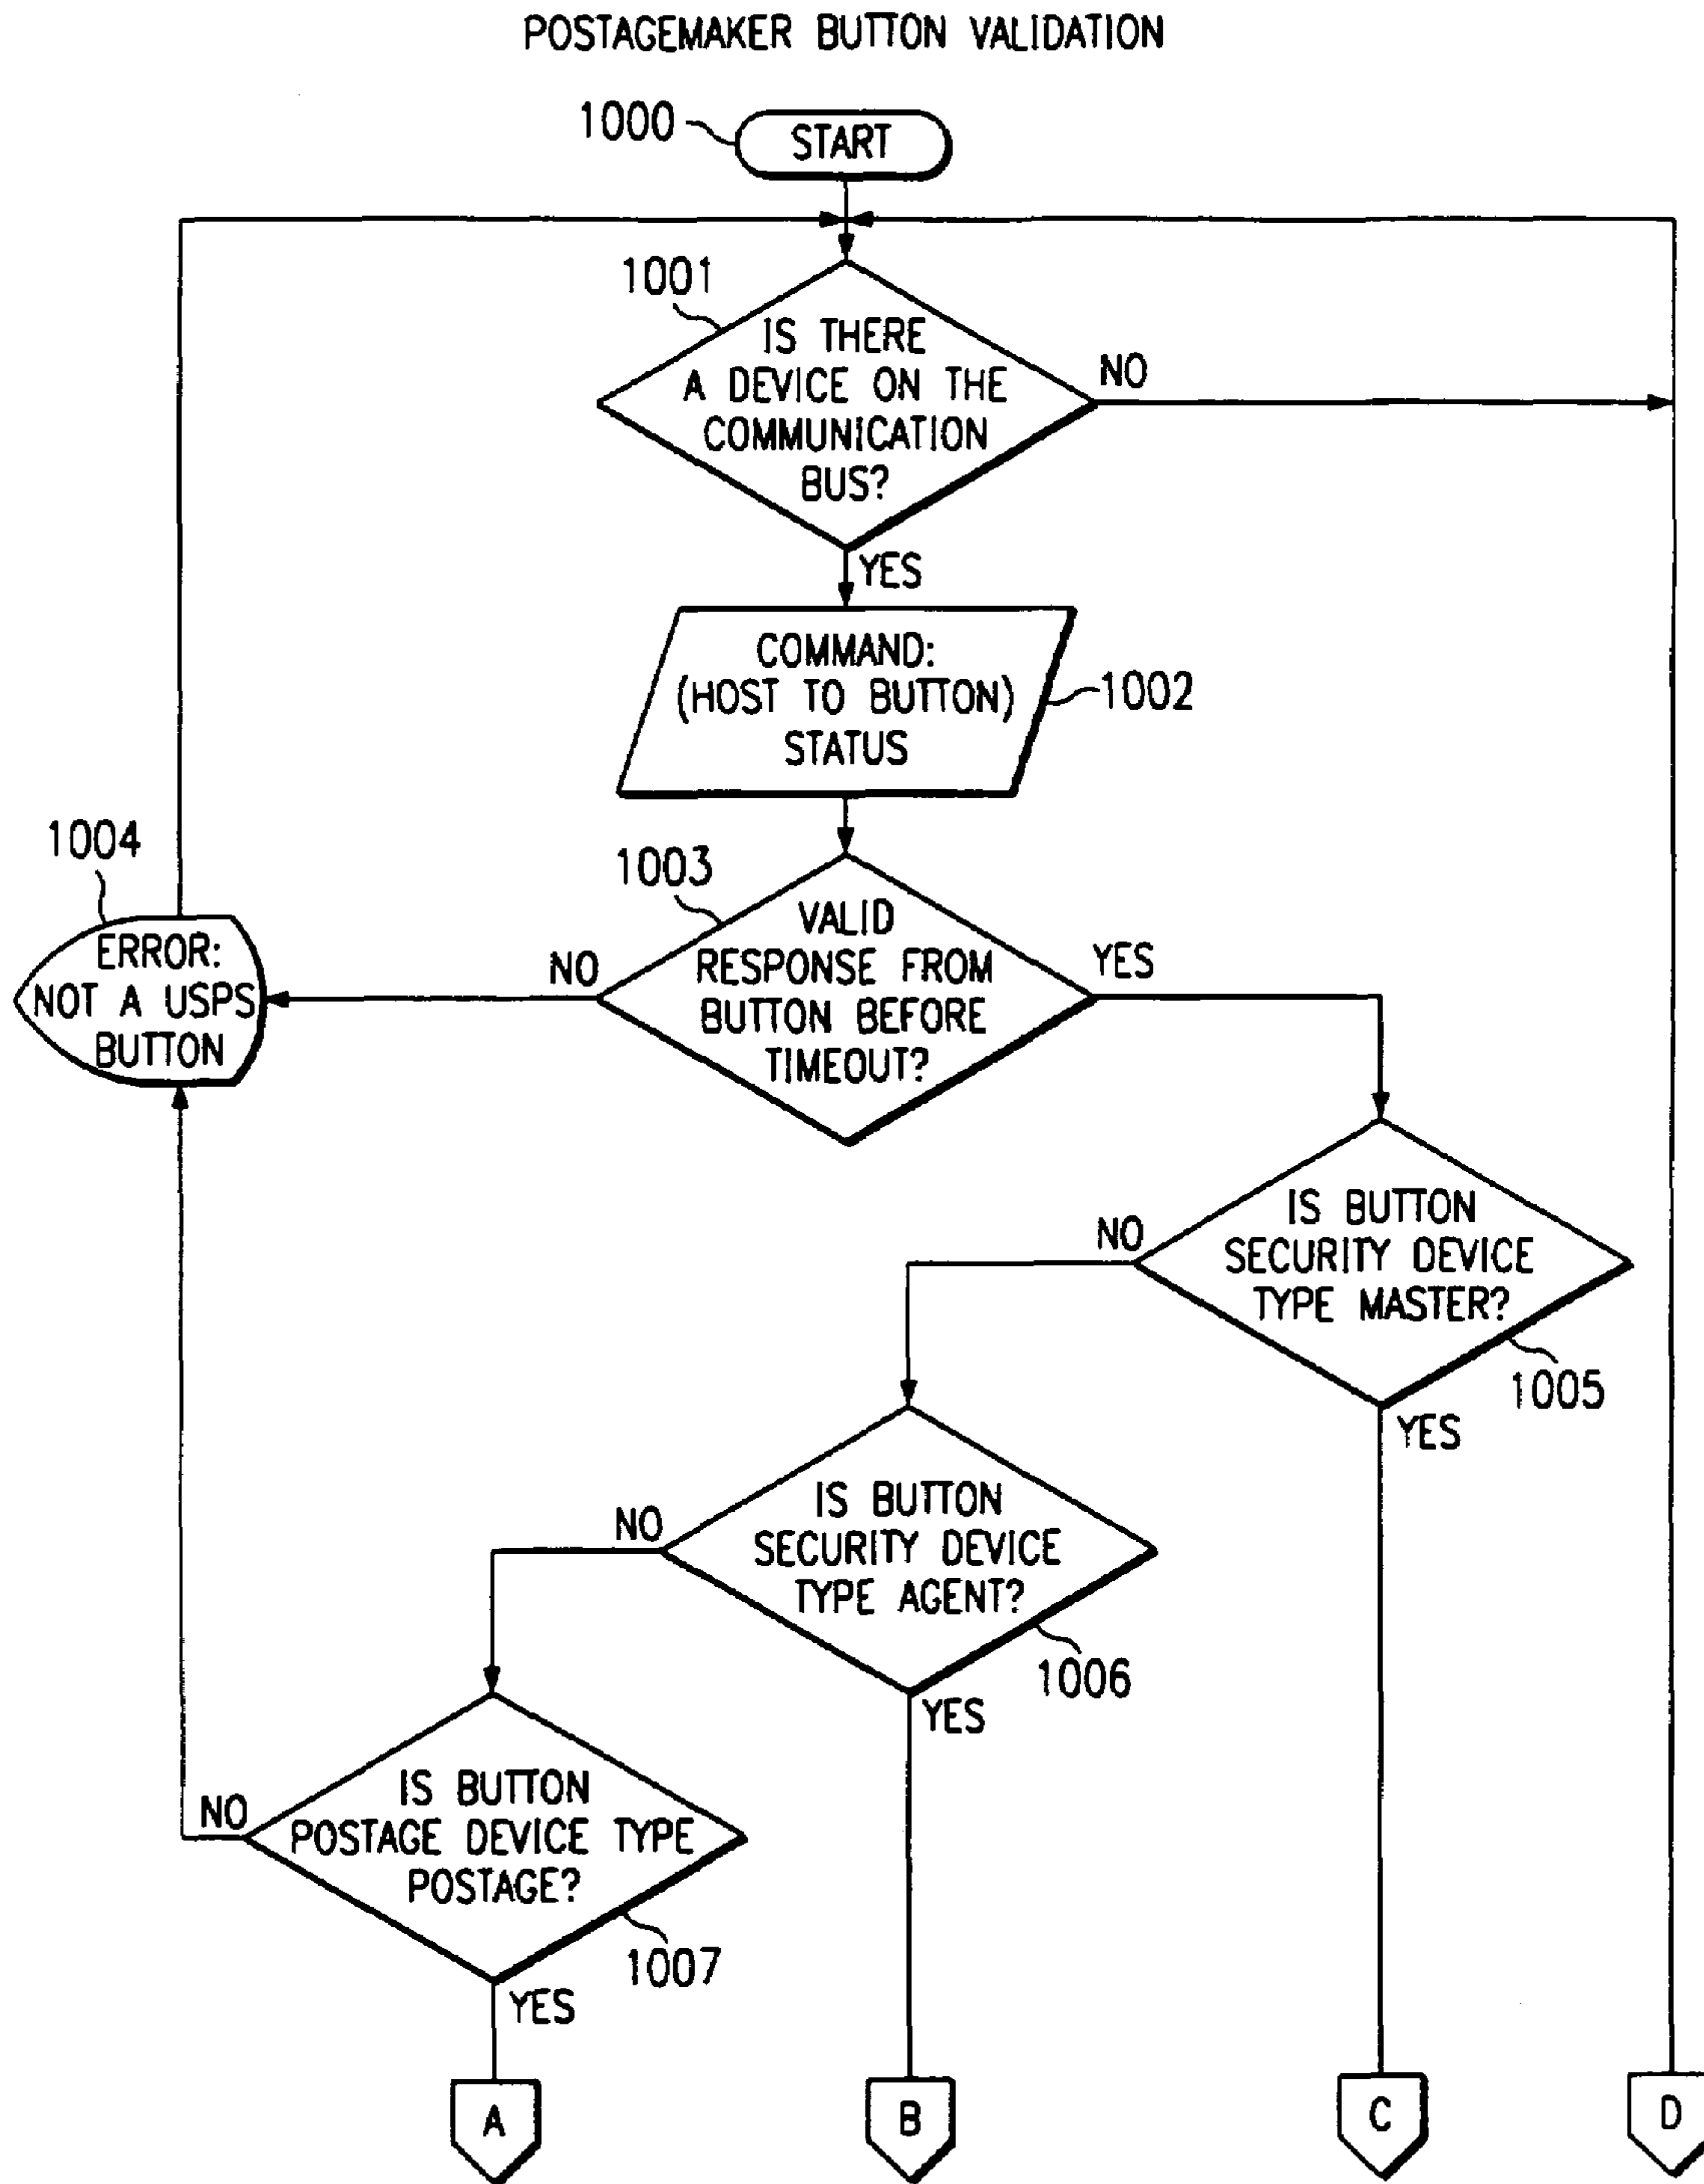 POSTAGEMAKER BUTTON VALIDATION
1000
START
1001
IS THERE
A DEVICE ON THE
COMMUNICATION
BUS?
NO
YES
COMMAND:
(HOST TO BUTTON)
STATUS
1002
1004
ERROR:
NOT A USPS
BUTTON
1003
VALID
RESPONSE FROM
BUTTON BEFORE
TIMEOUT?
NO
YES
IS BUTTON
SECURITY DEVICE
TYPE MASTER?
NO
1005
YES
IS BUTTON
SECURITY DEVICE
TYPE AGENT?
NO
1006
YES
IS BUTTON
POSTAGE DEVICE TYPE
POSTAGE?
NO
1007
YES
A
B
C
D